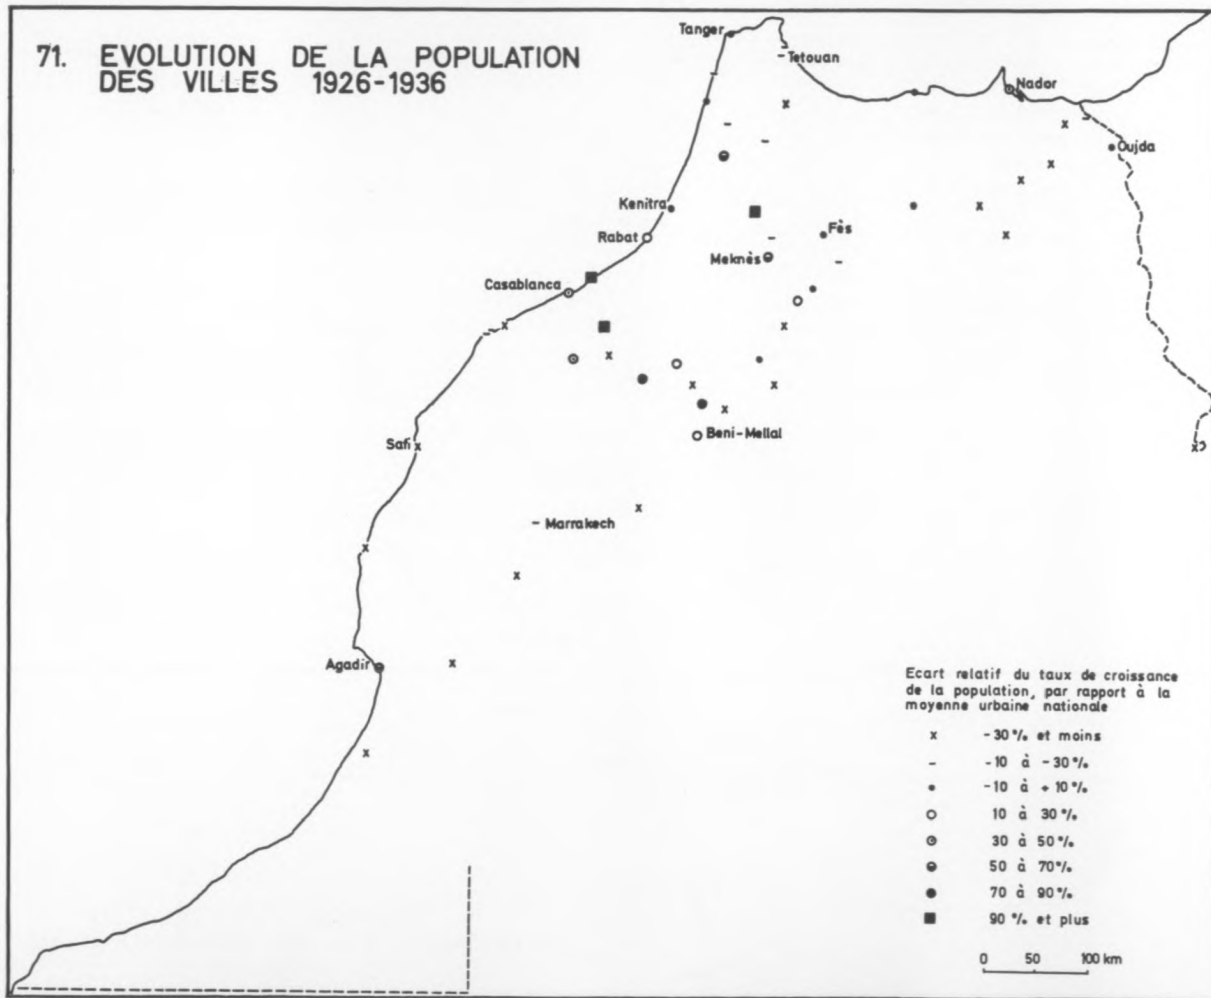 71. EVOLUTION DE LA POPULATION
DES VILLES 1926-1936
Tanger
Tetouan
Nador
Oujda
Kenitra
Rabat
Fès
Meknès
Casablanca
Safi
Beni-Mellal
Marrakech
Agadir
Ecart relatif du taux de croissance
de la population, par rapport à la
moyenne urbaine nationale
x -30% et moins
- -10 à -30%
-10 à +10%
10 à 30%
30 à 50%
50 à 70%
70 à 90%
90% et plus
0 50 100 km